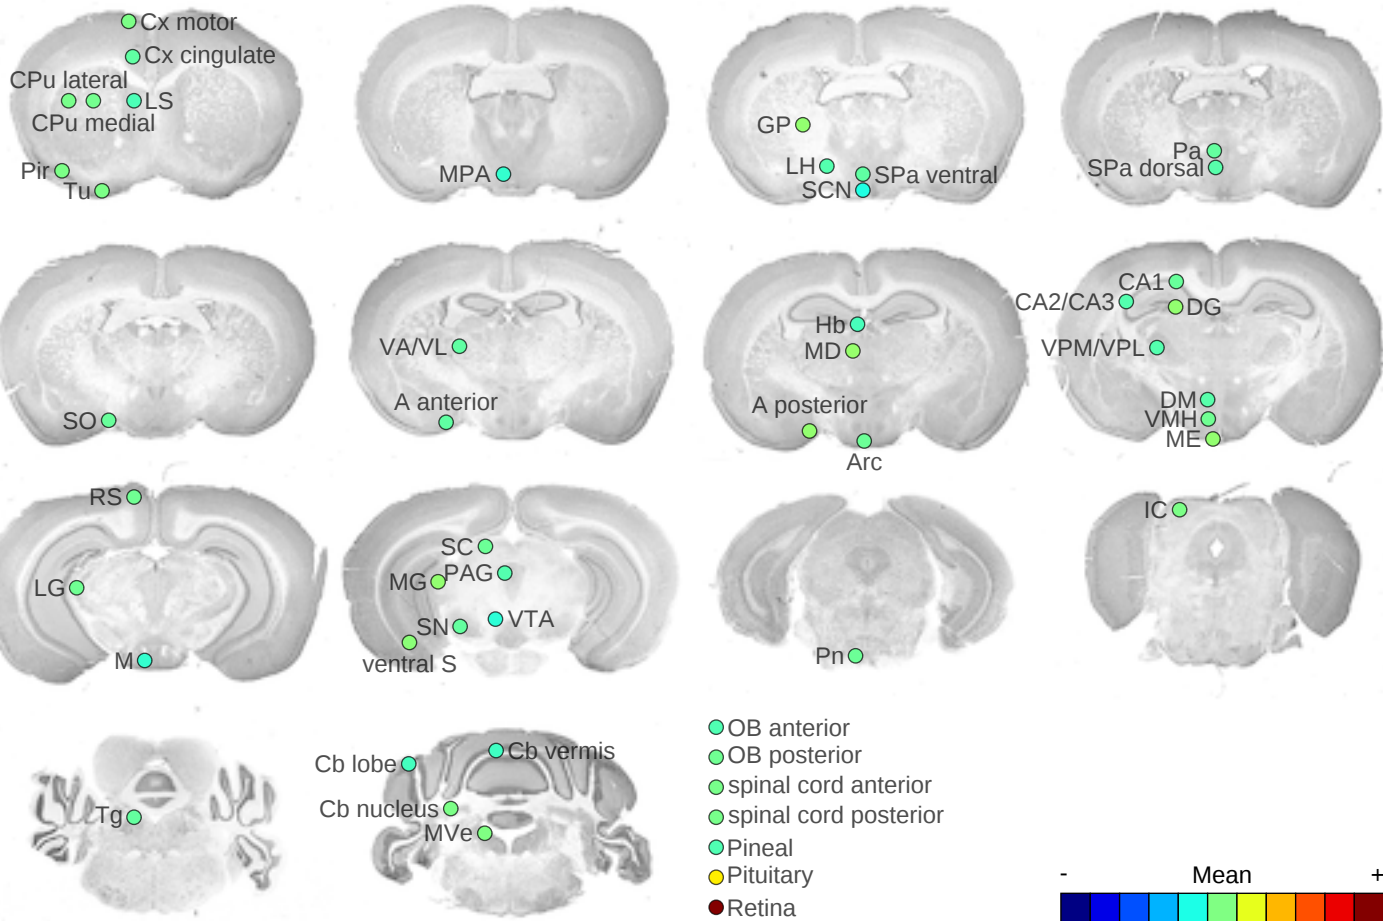 Cx motor
Cx cingulate
CPu lateral
LS
CPu medial
Pir
Tu
MPA
GP
LH
SPa ventral
SCN
Pa
SPa dorsal
SO
VA/VL
A anterior
Hb
MD
A posterior
Arc
CA1
CA2/CA3
DG
VPM/VPL
DM
VMH
ME
RS
LG
M
SC
PAG
MG
VTA
SN
ventral S
Pn
IC
Tg
Cb vermis
Cb lobe
Cb nucleus
MVe
OB anterior
OB posterior
spinal cord anterior
spinal cord posterior
Pineal
Pituitary
Retina
- Mean +